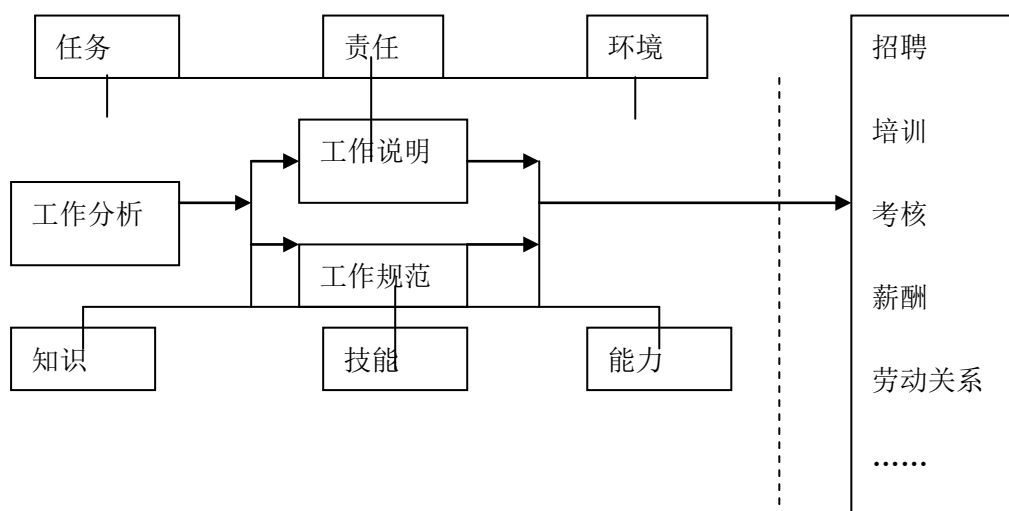 任务
责任
环境
工作说明
工作分析
工作规范
知识
技能
能力
招聘
培训
考核
薪酬
劳动关系
……